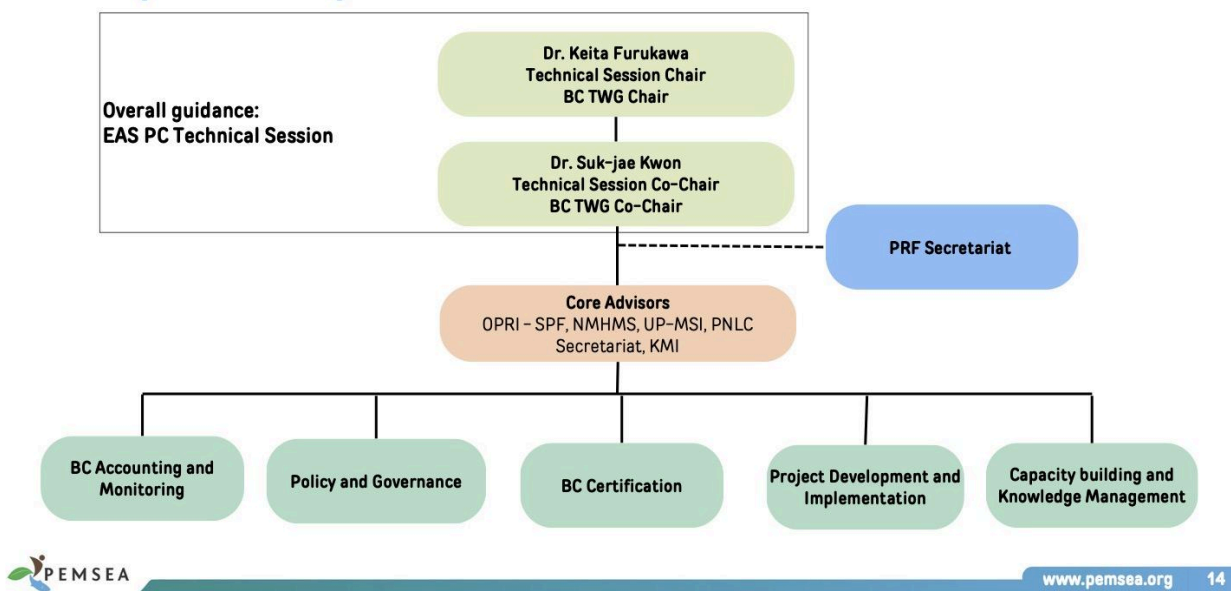 Overall guidance:
EAS PC Technical Session
Dr. Keita Furukawa
Technical Session Chair
BC TWG Chair
Dr. Suk-jae Kwon
Technical Session Co-Chair
BC TWG Co-Chair
PRF Secretariat
Core Advisors
OPRI - SPF, NMHMS, UP-MSI, PNLC
Secretariat, KMI
BC Accounting and
Monitoring
Policy and Governance
BC Certification
Project Development and
Implementation
Capacity building and
Knowledge Management
PEMSEA
www.pemsea.org 14